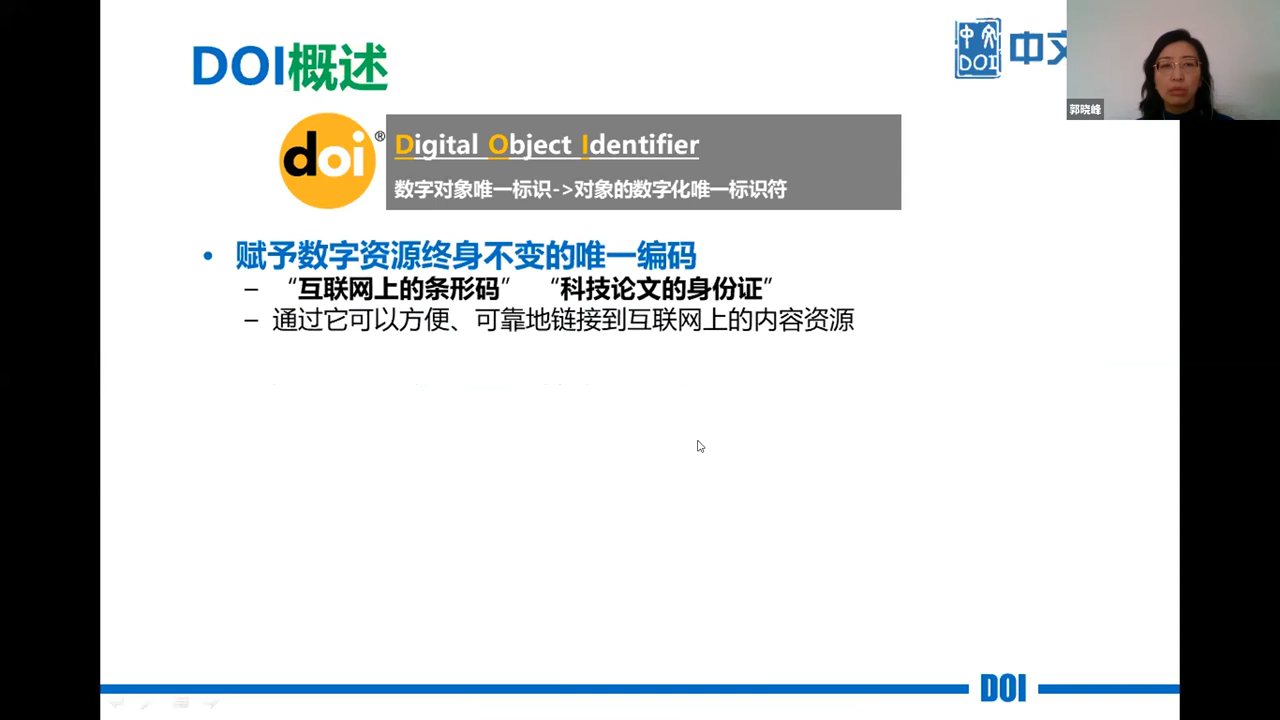 DOI概述
中文
DOI
中文
郭晓峰
doi®
Digital Object Identifier
数字对象唯一标识->对象的数字化唯一标识符
• 赋予数字资源终身不变的唯一编码
– “互联网上的条形码” “科技论文的身份证”
– 通过它可以方便、可靠地链接到互联网上的内容资源
DOI